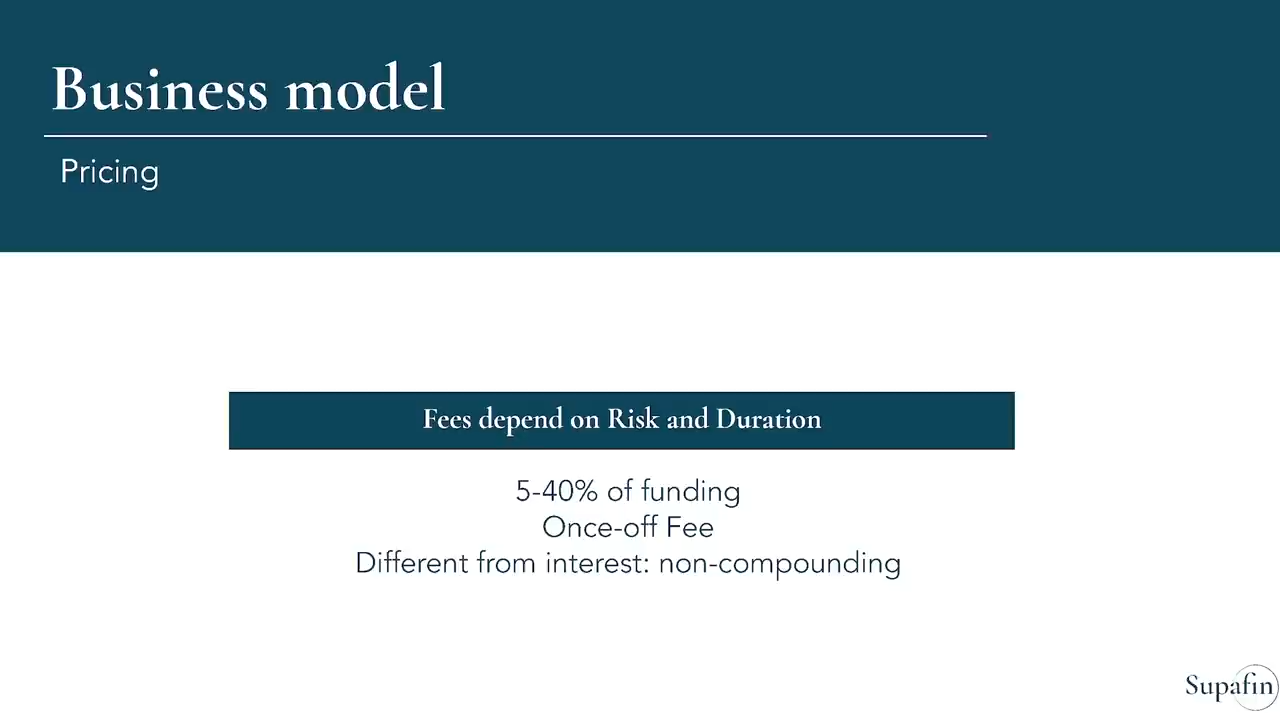 Business model
Pricing
Fees depend on Risk and Duration
5-40% of funding
Once-off Fee
Different from interest: non-compounding
Supafin